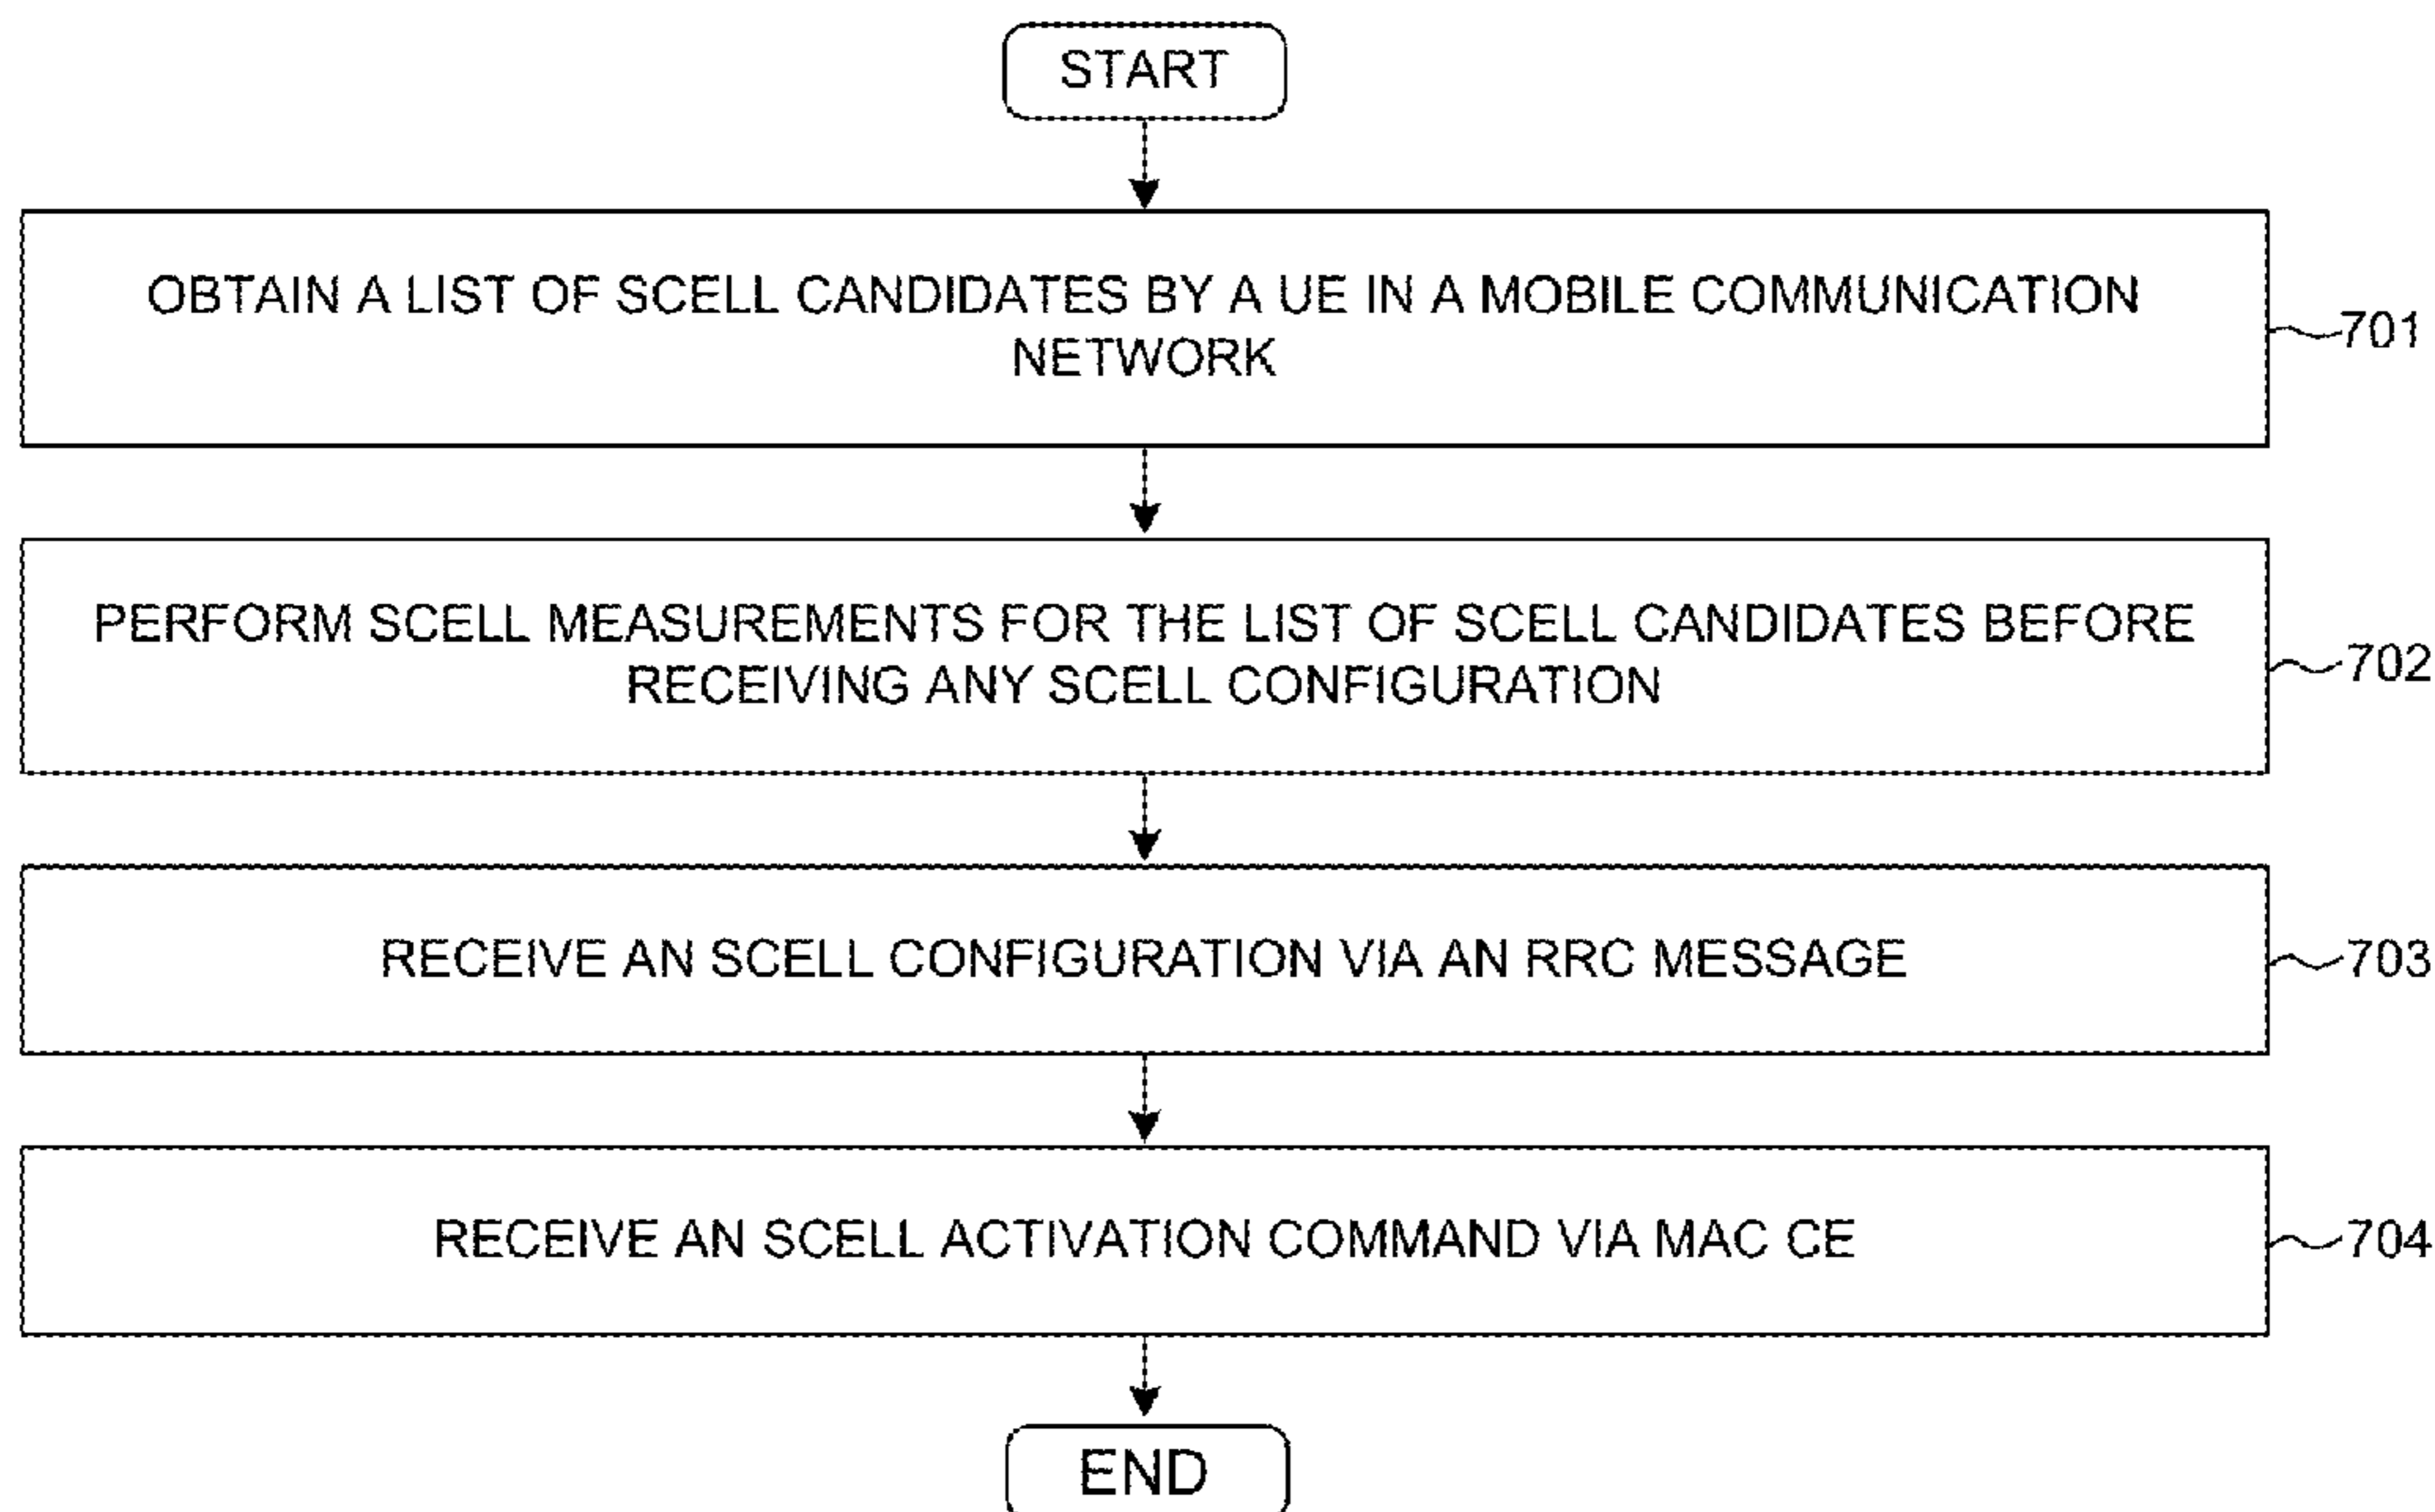 START
OBTAIN A LIST OF SCELL CANDIDATES BY A UE IN A MOBILE COMMUNICATION
NETWORK
701
PERFORM SCELL MEASUREMENTS FOR THE LIST OF SCELL CANDIDATES BEFORE
RECEIVING ANY SCELL CONFIGURATION
702
RECEIVE AN SCELL CONFIGURATION VIA AN RRC MESSAGE
703
RECEIVE AN SCELL ACTIVATION COMMAND VIA MAC CE
704
END